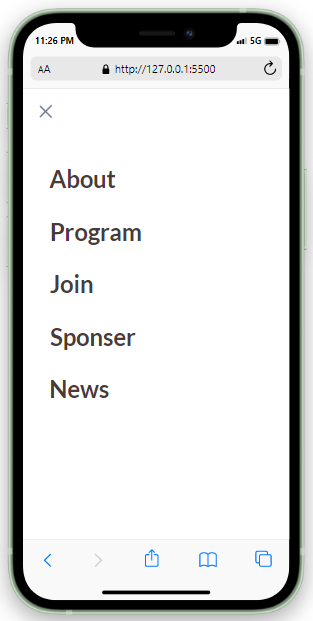 11:26 PM
5G
AA
http://127.0.0.1:5500
About
Program
Join
Sponser
News